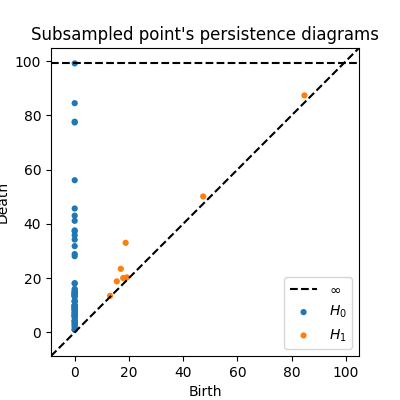 Subsampled point's persistence diagrams
100
80
60
40
20
0
Death
∞
H₀
H₁
0 20 40 60 80 100
Birth